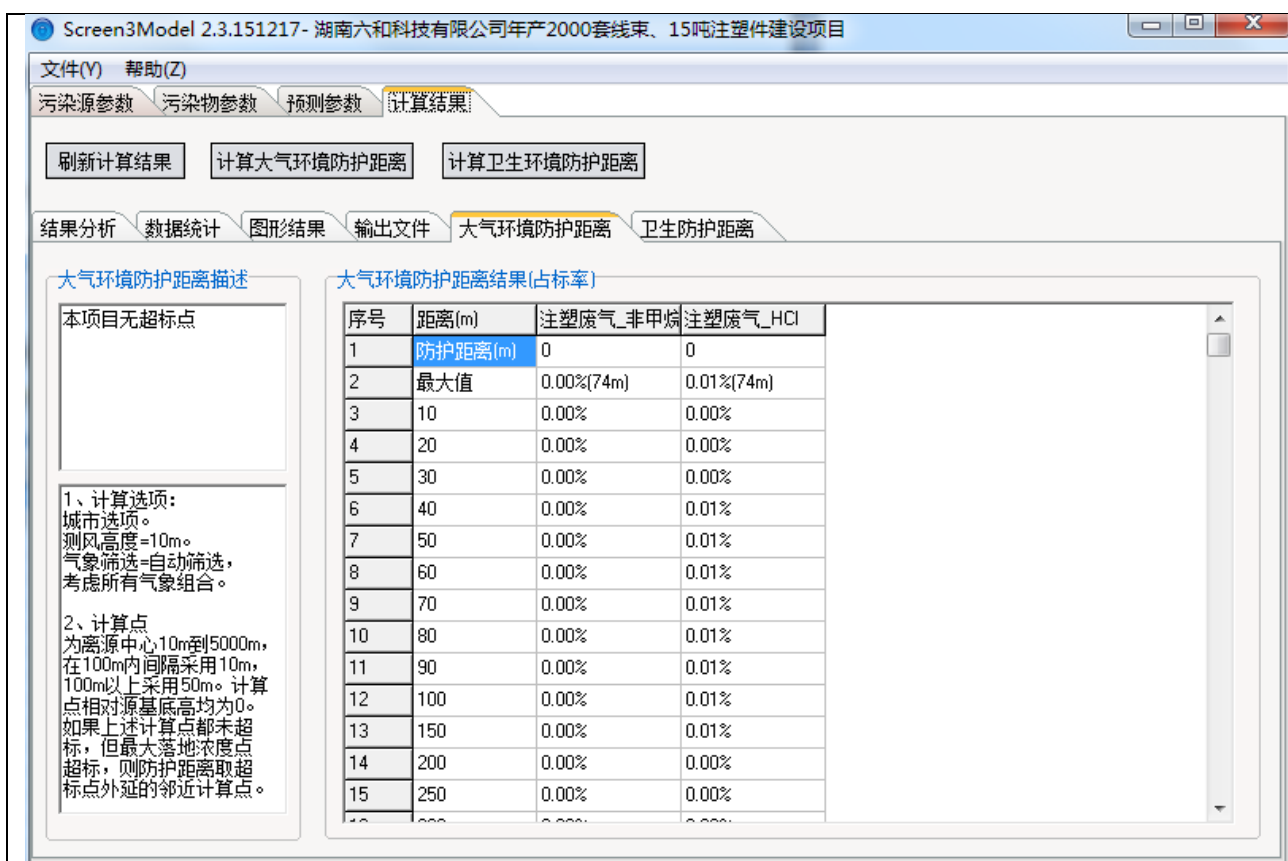 Screen3Model 2.3.151217- 湖南六和科技有限公司年产2000套线束、15吨注塑件建设项目
文件(Y) 帮助(Z)
污染源参数 污染物参数 预测参数 计算结果
刷新计算结果 计算大气环境防护距离 计算卫生环境防护距离
结果分析 数据统计 图形结果 输出文件 大气环境防护距离 卫生防护距离
大气环境防护距离描述
本项目无超标点
1、计算选项:
城市选项。
测风高度=10m。
气象筛选=自动筛选,
考虑所有气象组合。
2、计算点
为离源中心10m到5000m,
在100m内间隔采用10m,
100m以上采用50m。计算
点相对源基底高均为0。
如果上述计算点都未超
标,但最大落地浓度点
超标,则防护距离取超
标点外延的邻近计算点。
大气环境防护距离结果(占标率)
序号 距离(m) 注塑废气_非甲烷 注塑废气_HCl
1 防护距离(m) 0 0
2 最大值 0.00%(74m) 0.01%(74m)
3 10 0.00% 0.00%
4 20 0.00% 0.00%
5 30 0.00% 0.00%
6 40 0.00% 0.01%
7 50 0.00% 0.01%
8 60 0.00% 0.01%
9 70 0.00% 0.01%
10 80 0.00% 0.01%
11 90 0.00% 0.01%
12 100 0.00% 0.01%
13 150 0.00% 0.01%
14 200 0.00% 0.00%
15 250 0.00% 0.00%